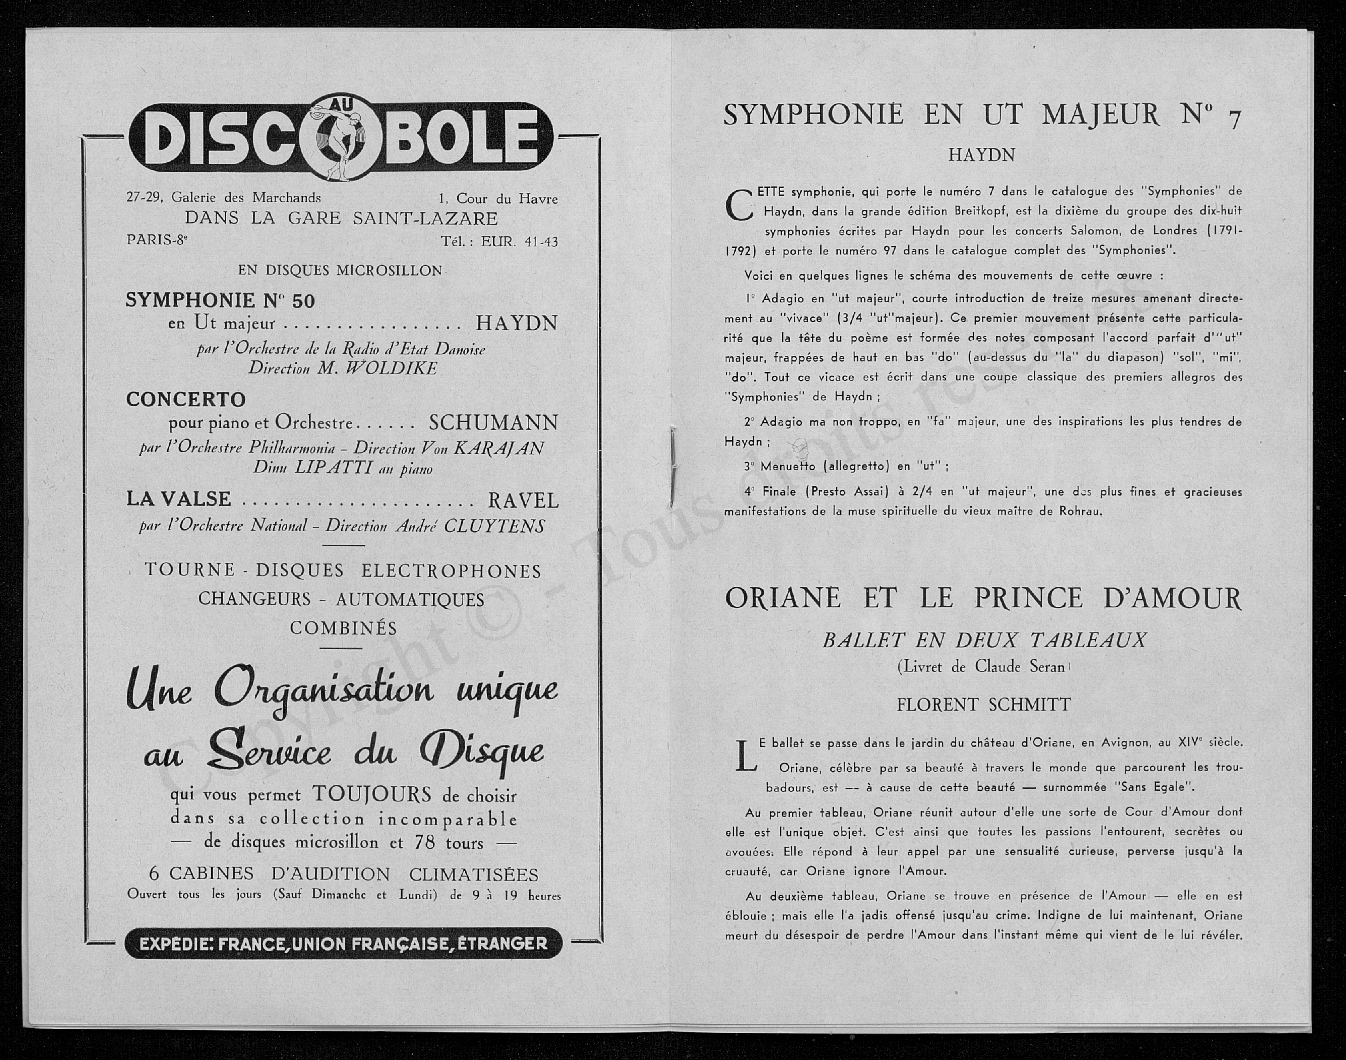 AU
DISCOBOLE
27-29, Galerie des Marchands 1, Cour du Havre
DANS LA GARE SAINT-LAZARE
PARIS-8e Tél. : EUR. 41-43
EN DISQUES MICROSILLON
SYMPHONIE No 50
en Ut majeur . . . . . . . . . . . . . . . . . HAYDN
par l'Orchestre de la Radio d'Etat Danoise
Direction M. WOLDIKE
CONCERTO
pour piano et Orchestre . . . . . . SCHUMANN
par l'Orchestre Philharmonia - Direction Von KARAJAN
Dinu LIPATTI au piano
LA VALSE . . . . . . . . . . . . . . . . . . . . . . RAVEL
par l'Orchestre National - Direction André CLUYTENS
TOURNE - DISQUES ELECTROPHONES
CHANGEURS - AUTOMATIQUES
COMBINÉS
Une Organisation unique
au Service du Disque
qui vous permet TOUJOURS de choisir
dans sa collection incomparable
— de disques microsillon et 78 tours —
6 CABINES D'AUDITION CLIMATISÉES
Ouvert tous les jours (Sauf Dimanche et Lundi) de 9 à 19 heures
EXPÉDIE: FRANCE, UNION FRANÇAISE, ÉTRANGER
SYMPHONIE EN UT MAJEUR No 7
HAYDN
CETTE symphonie, qui porte le numéro 7 dans le catalogue des "Symphonies" de
Haydn, dans la grande édition Breitkopf, est la dixième du groupe des dix-huit
symphonies écrites par Haydn pour les concerts Salomon, de Londres (1791-
1792) et porte le numéro 97 dans le catalogue complet des "Symphonies".
Voici en quelques lignes le schéma des mouvements de cette œuvre :
1° Adagio en "ut majeur", courte introduction de treize mesures amenant directe-
ment au "vivace" (3/4 "ut"majeur). Ce premier mouvement présente cette particula-
rité que la tête du poème est formée des notes composant l'accord parfait d'"ut"
majeur, frappées de haut en bas "do" (au-dessus du "la" du diapason) "sol", "mi",
"do". Tout ce vicace est écrit dans une coupe classique des premiers allegros des
"Symphonies" de Haydn ;
2° Adagio ma non troppo, en "fa" majeur, une des inspirations les plus tendres de
Haydn ;
3° Menuetto (allegretto) en "ut" ;
4° Finale (Presto Assai) à 2/4 en "ut majeur", une des plus fines et gracieuses
manifestations de la muse spirituelle du vieux maître de Rohrau.
ORIANE ET LE PRINCE D'AMOUR
BALLET EN DEUX TABLEAUX
(Livret de Claude Seran)
FLORENT SCHMITT
LE ballet se passe dans le jardin du château d'Oriane, en Avignon, au XIVe siècle.
Oriane, célèbre par sa beauté à travers le monde que parcourent les trou-
badours, est — à cause de cette beauté — surnommée "Sans Egale".
Au premier tableau, Oriane réunit autour d'elle une sorte de Cour d'Amour dont
elle est l'unique objet. C'est ainsi que toutes les passions l'entourent, secrètes ou
avouées. Elle répond à leur appel par une sensualité curieuse, perverse jusqu'à la
cruauté, car Oriane ignore l'Amour.
Au deuxième tableau, Oriane se trouve en présence de l'Amour — elle en est
éblouie ; mais elle l'a jadis offensé jusqu'au crime. Indigne de lui maintenant, Oriane
meurt du désespoir de perdre l'Amour dans l'instant même qui vient de le lui révéler.
Copyright © - Tous droits réservés